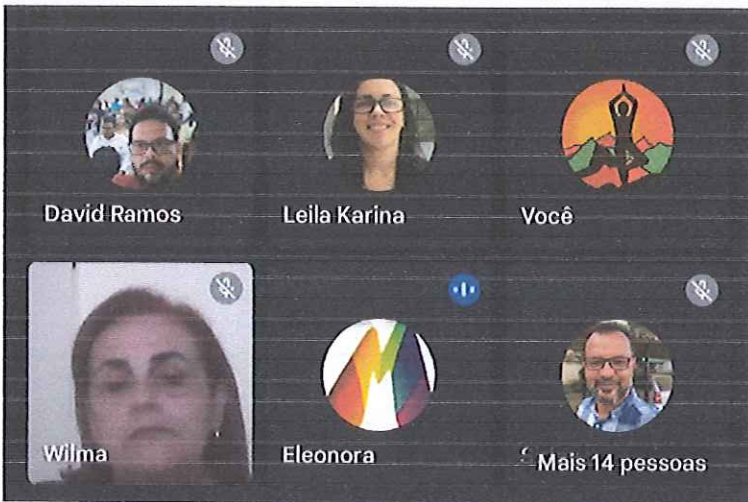 David Ramos
Leila Karina
Você
Wilma
Eleonora
Mais 14 pessoas